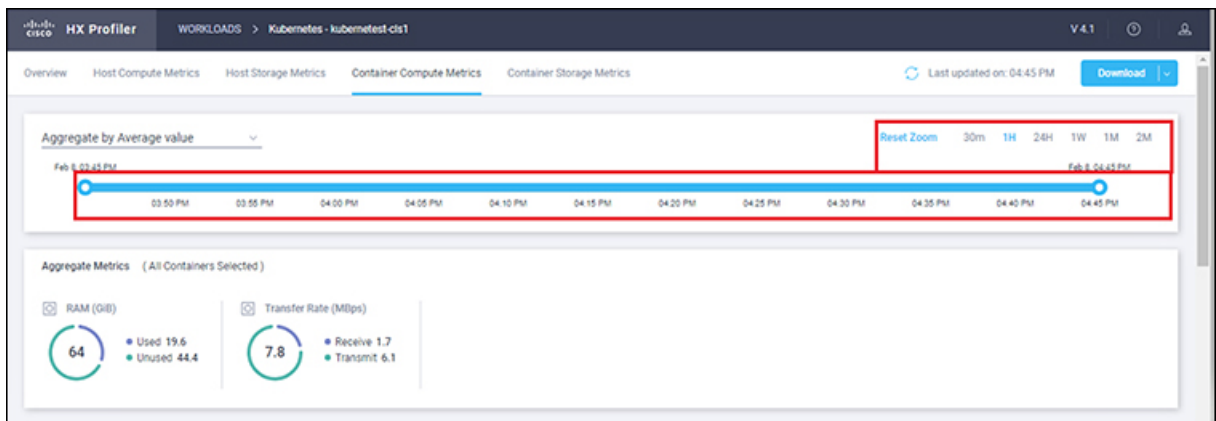 cisco HX Profiler WORKLOADS > Kubernetes - kubernetest-cls1 V 4.1
Overview Host Compute Metrics Host Storage Metrics Container Compute Metrics Container Storage Metrics Last updated on: 04:45 PM Download
Aggregate by Average value Reset Zoom 30m 1H 24H 1W 1M 2M
Feb 8, 03:45 PM Feb 8, 04:45 PM
03:50 PM 03:55 PM 04:00 PM 04:05 PM 04:10 PM 04:15 PM 04:20 PM 04:25 PM 04:30 PM 04:35 PM 04:40 PM 04:45 PM
Aggregate Metrics ( All Containers Selected )
RAM (GiB) Transfer Rate (MBps)
64 Used 19.6 7.8 Receive 1.7
Unused 44.4 Transmit 6.1